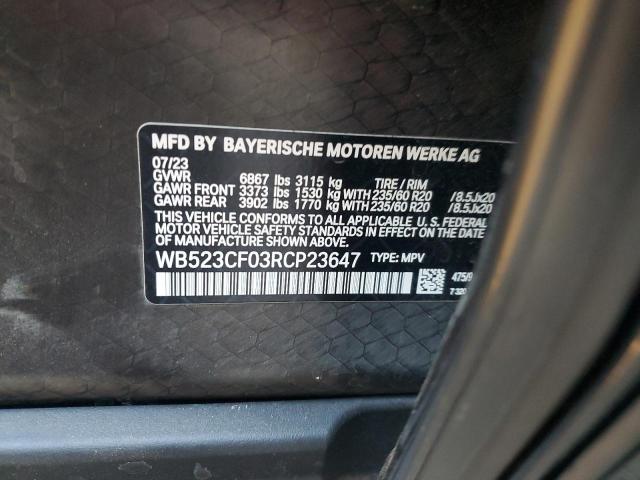 MFD BY BAYERISCHE MOTOREN WERKE AG
07/23
GVWR 6867 lbs 3115 kg TIRE / RIM
GAWR FRONT 3373 lbs 1530 kg WITH 235/60 R20 /8.5Jx20
GAWR REAR 3902 lbs 1770 kg WITH 235/60 R20 /8.5Jx20
THIS VEHICLE CONFORMS TO ALL APPLICABLE U. S. FEDERAL
MOTOR VEHICLE SAFETY STANDARDS IN EFFECT ON THE
DATE OF MANUFACTURE SHOWN ABOVE.
WB523CF03RCP23647 TYPE: MPV
475/9
7320